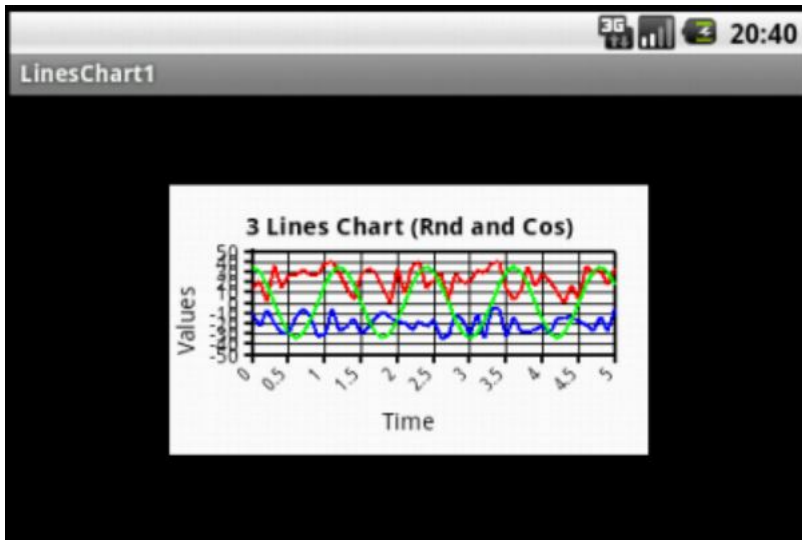 3G 20:40
LinesChart1
3 Lines Chart (Rnd and Cos)
Values
50
-50
0 0.5 1 1.5 2 2.5 3 3.5 4 4.5 5
Time